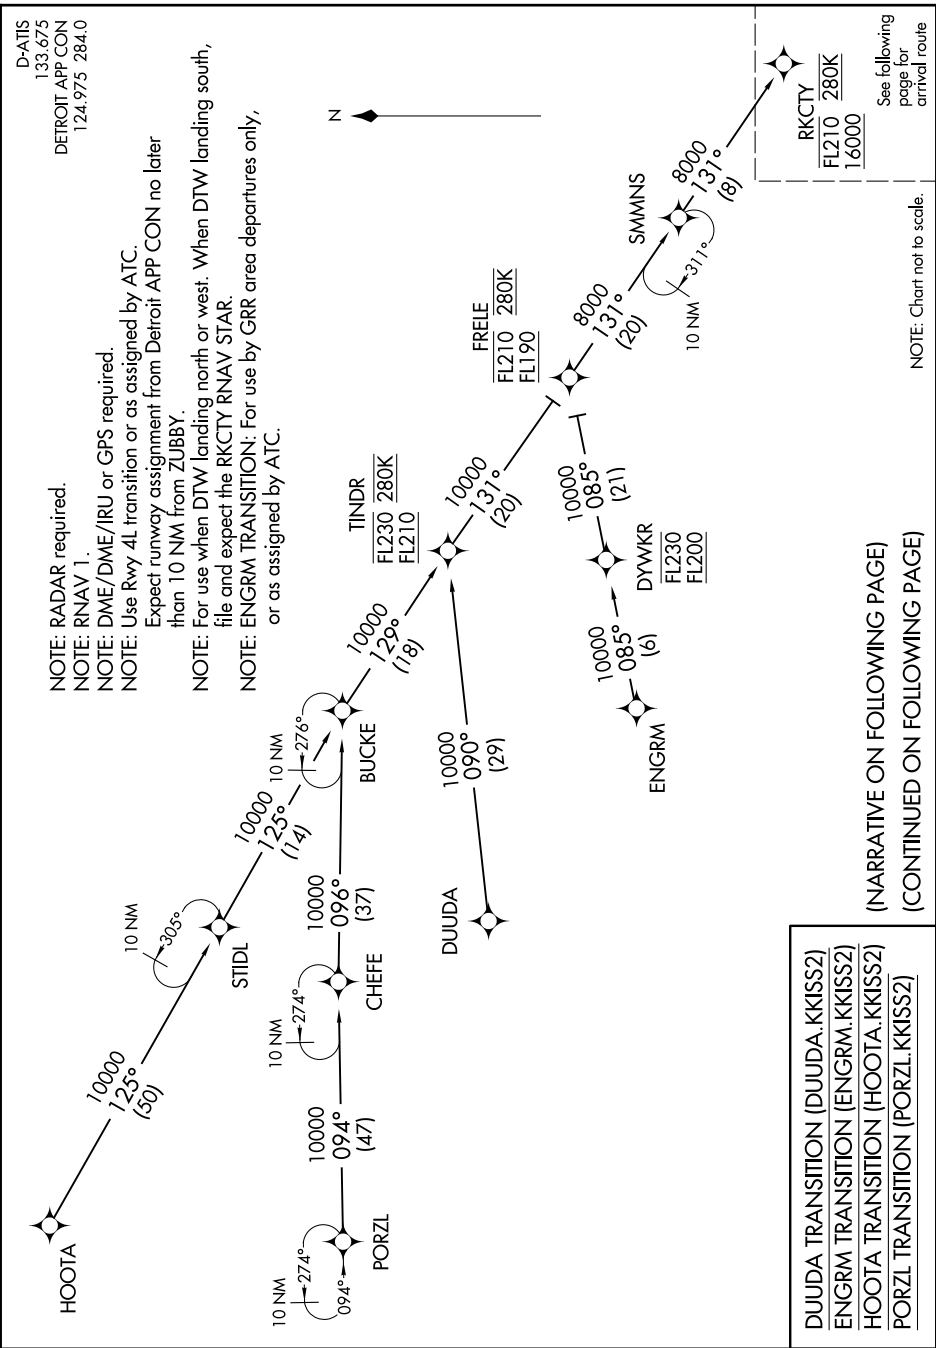 D-ATIS
133.675
DETROIT APP CON
124.975 284.0
NOTE: RADAR required.
NOTE: RNAV 1.
NOTE: DME/DME/IRU or GPS required.
NOTE: Use Rwy 4L transition or as assigned by ATC.
Expect runway assignment from Detroit APP CON no later
than 10 NM from ZUBBY.
NOTE: For use when DTW landing north or west. When DTW landing south,
file and expect the RKCTY RNAV STAR.
NOTE: ENGRM TRANSITION: For use by GRR area departures only,
or as assigned by ATC.
N
HOOTA
10000
125°
(50)
10 NM
305°
STIDL
10000
125°
(14)
10 NM
276°
BUCKE
10 NM
274°
094°
PORZL
10000
094°
(47)
10 NM
274°
CHEFE
10000
096°
(37)
10000
129°
(18)
TINDR
FL230 280K
FL210
DUUDA
10000
090°
(29)
10000
131°
(20)
FRELE
FL210 280K
FL190
ENGRM
10000
085°
(6)
DYWKR
FL230
FL200
10000
085°
(21)
8000
131°
(20)
SMMNS
10 NM
311°
8000
131°
(8)
RKCTY
FL210 280K
16000
See following
page for
arrival route
NOTE: Chart not to scale.
(NARRATIVE ON FOLLOWING PAGE)
(CONTINUED ON FOLLOWING PAGE)
DUUDA TRANSITION (DUUDA.KKISS2)
ENGRM TRANSITION (ENGRM.KKISS2)
HOOTA TRANSITION (HOOTA.KKISS2)
PORZL TRANSITION (PORZL.KKISS2)